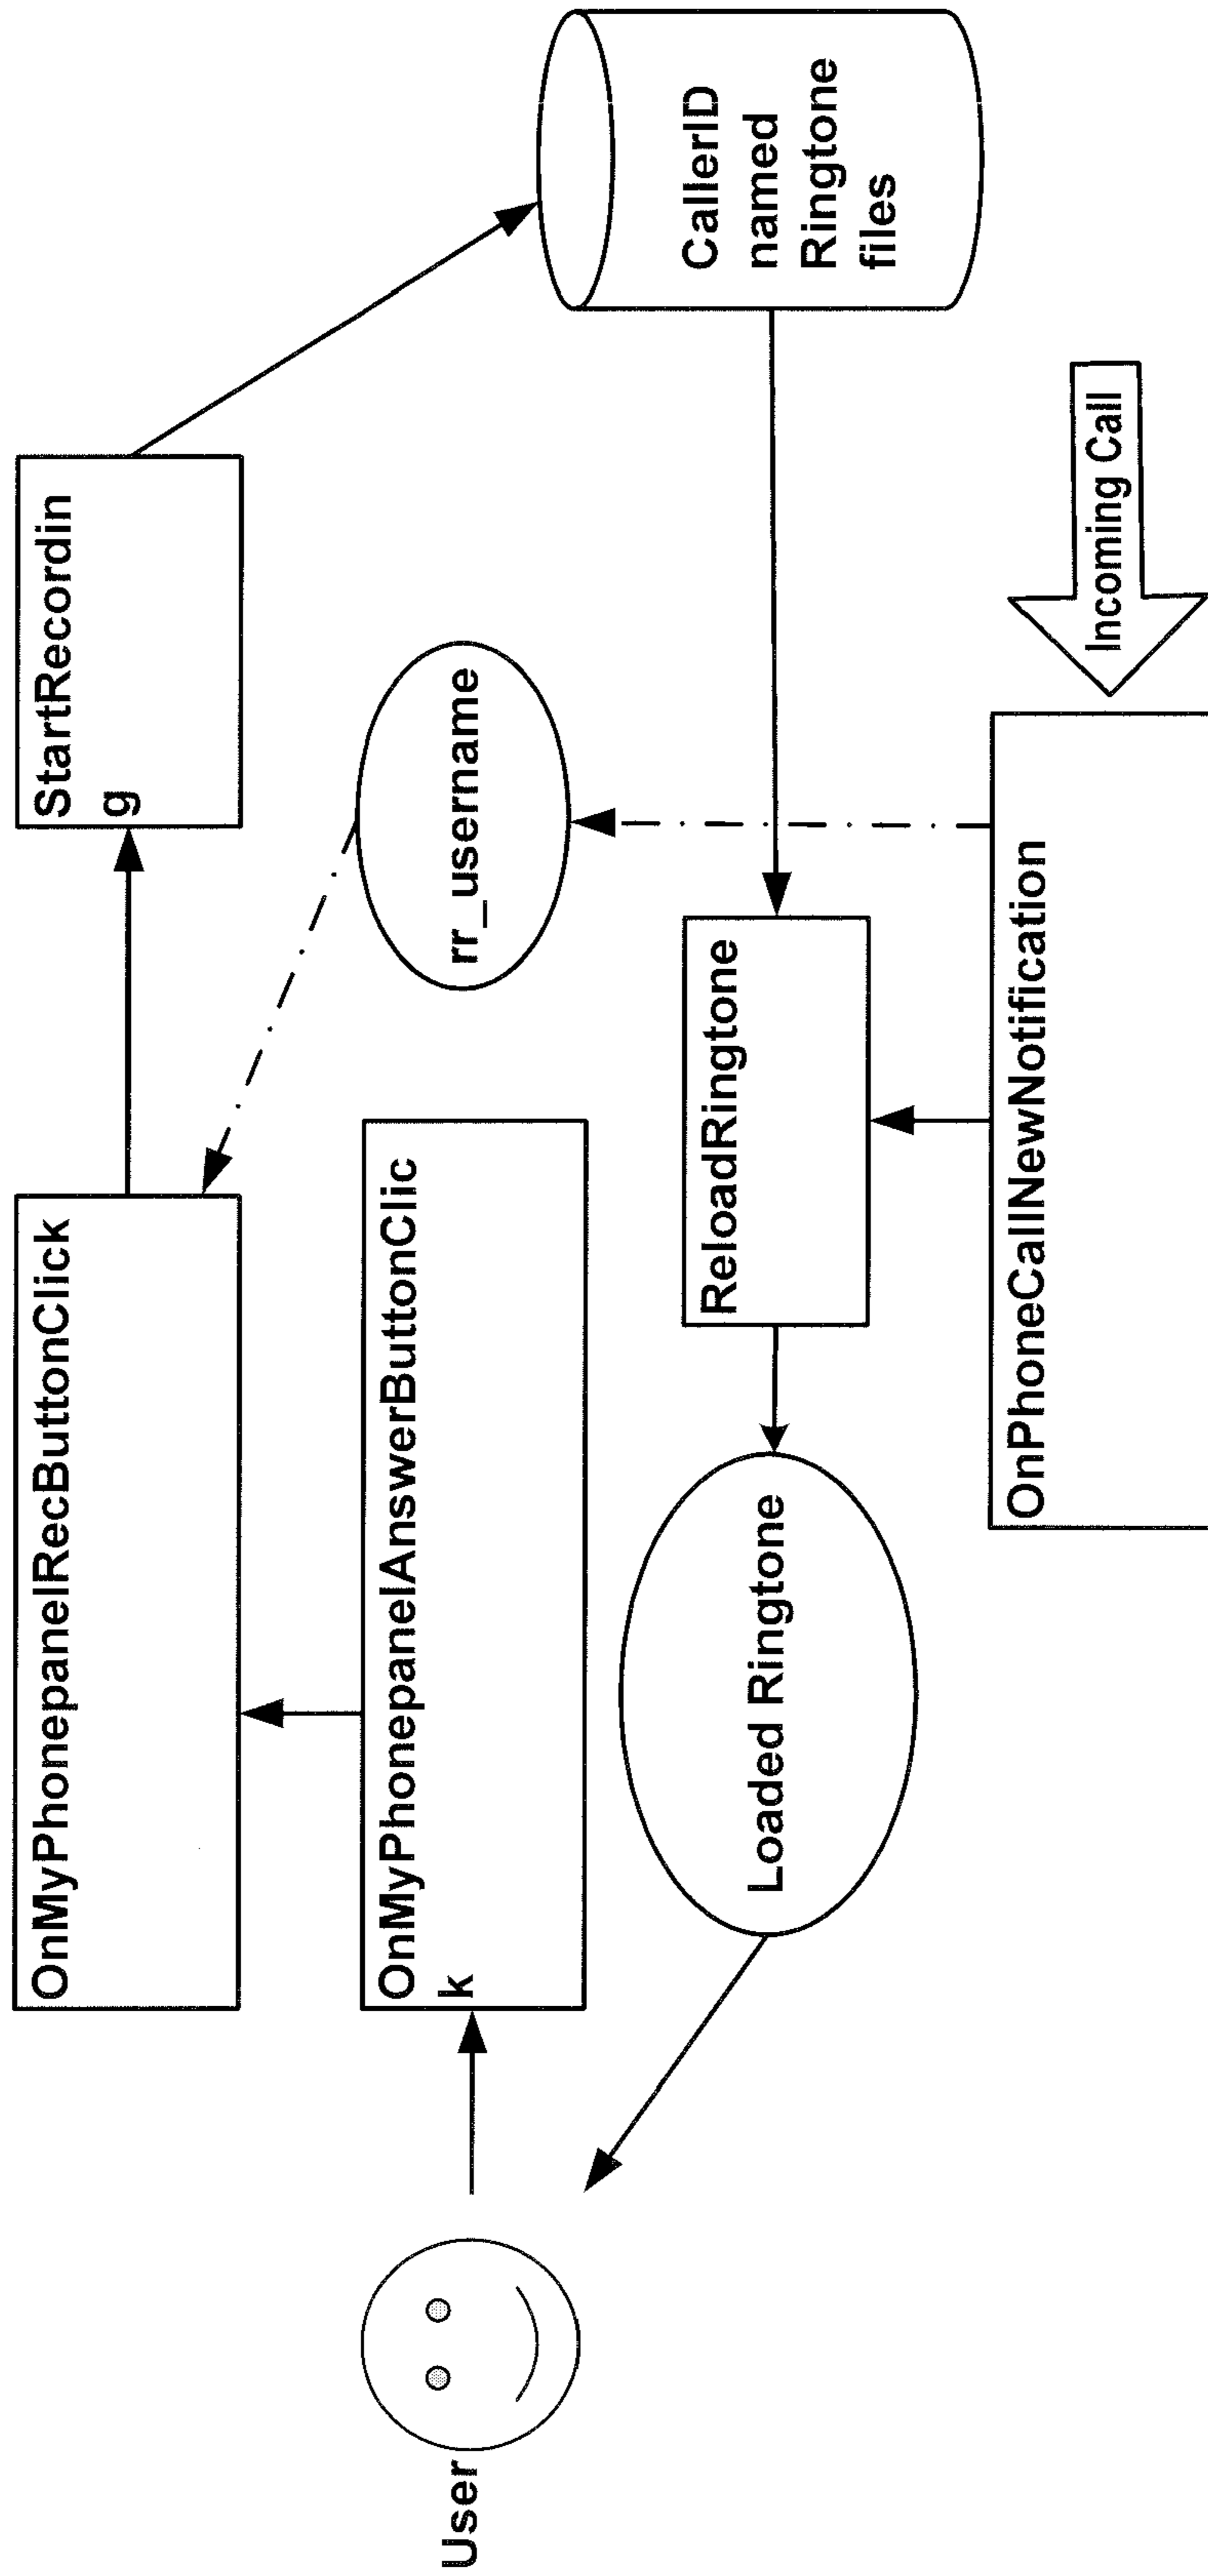 OnMyPhonepanelRecButtonClick
StartRecordin
g
OnMyPhonepanelAnswerButtonClic
k
rr_username
User
CallerID
named
Ringtone
files
ReloadRingtone
Loaded Ringtone
OnPhoneCallNewNotification
Incoming Call